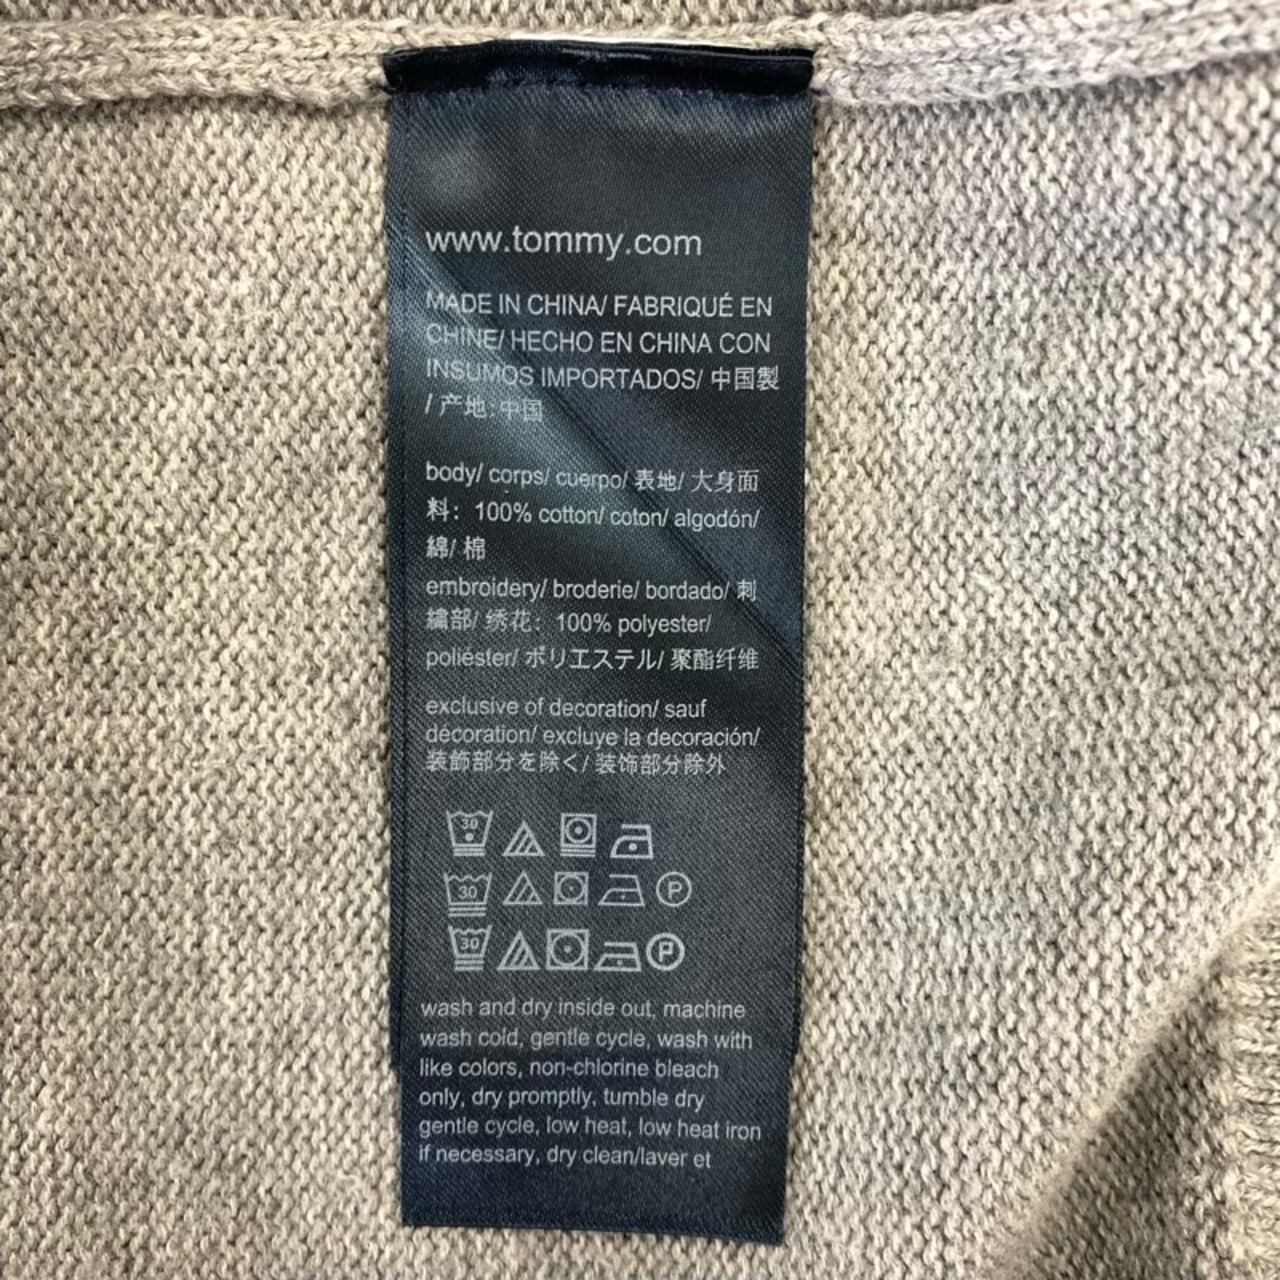 www.tommy.com
MADE IN CHINA/ FABRIQUÉ EN
CHINE/ HECHO EN CHINA CON
INSUMOS IMPORTADOS/ 中国製
/ 产地:中国
body/ corps/ cuerpo/ 表地/ 大身面
料：100% cotton/ coton/ algodón/
綿/ 棉
embroidery/ broderie/ bordado/ 刺
繍部/ 绣花：100% polyester/
poliéster/ ポリエステル/ 聚酯纤维
exclusive of decoration/ sauf
décoration/ excluye la decoración/
装飾部分を除く/ 装饰部分除外
30
30 P
30 P
wash and dry inside out, machine
wash cold, gentle cycle, wash with
like colors, non-chlorine bleach
only, dry promptly, tumble dry
gentle cycle, low heat, low heat iron
if necessary, dry clean/laver et